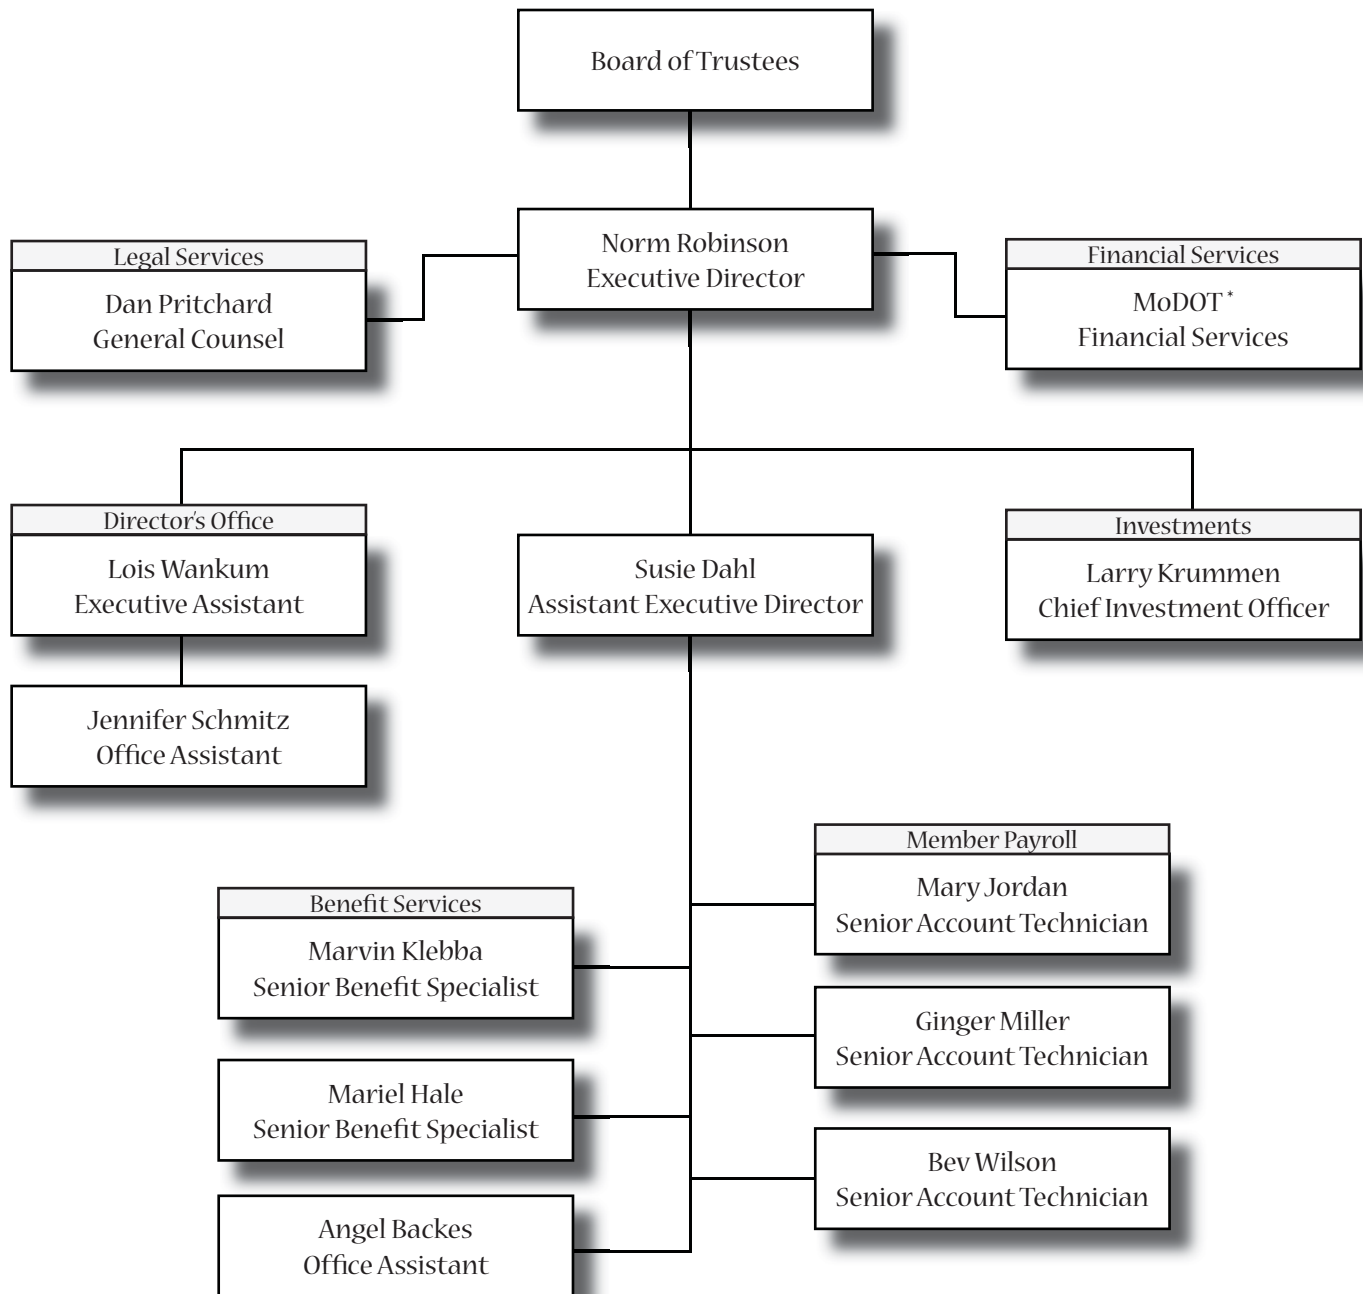 Board of Trustees
Norm Robinson
Executive Director
Legal Services
Dan Pritchard
General Counsel
Financial Services
MoDOT*
Financial Services
Director's Office
Lois Wankum
Executive Assistant
Susie Dahl
Assistant Executive Director
Investments
Larry Krummen
Chief Investment Officer
Jennifer Schmitz
Office Assistant
Member Payroll
Mary Jordan
Senior Account Technician
Benefit Services
Marvin Klebba
Senior Benefit Specialist
Ginger Miller
Senior Account Technician
Mariel Hale
Senior Benefit Specialist
Bev Wilson
Senior Account Technician
Angel Backes
Office Assistant